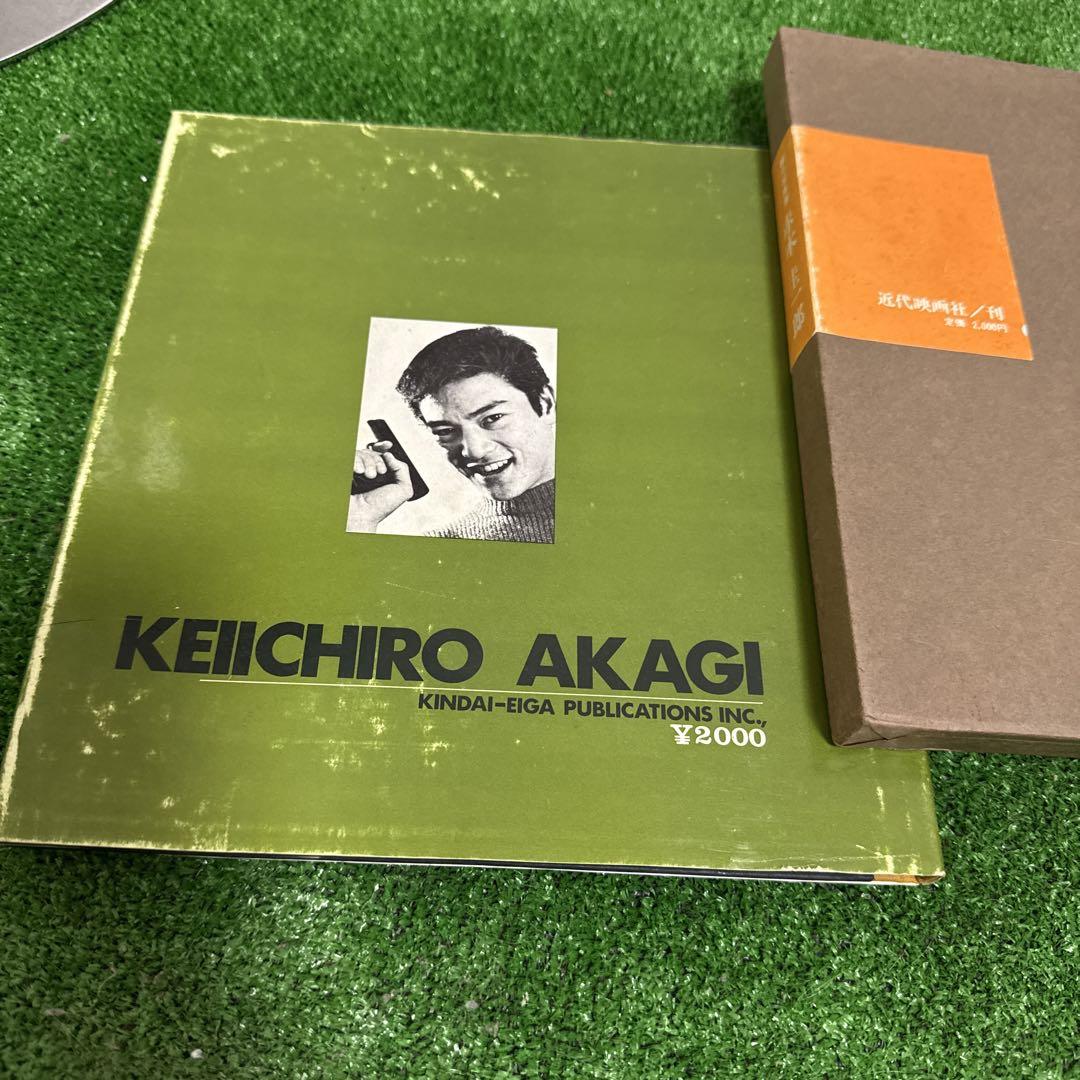 KEIICHIRO AKAGI
KINDAI-EIGA PUBLICATIONS INC.,
¥2000
近代映画社／刊
定価 2,000円